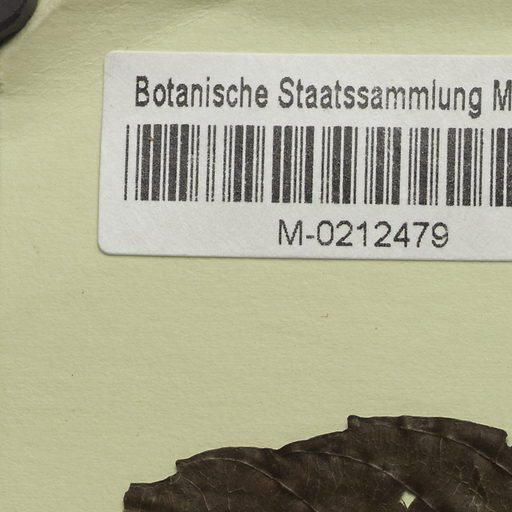 Botanische Staatssammlung M
M-0212479